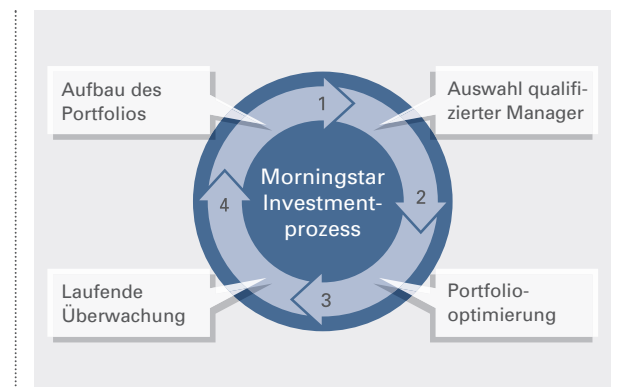 Aufbau des
Portfolios
1
Auswahl qualifi-
zierter Manager
Morningstar
Investment-
prozess
4
2
Laufende
Überwachung
3
Portfolio-
optimierung